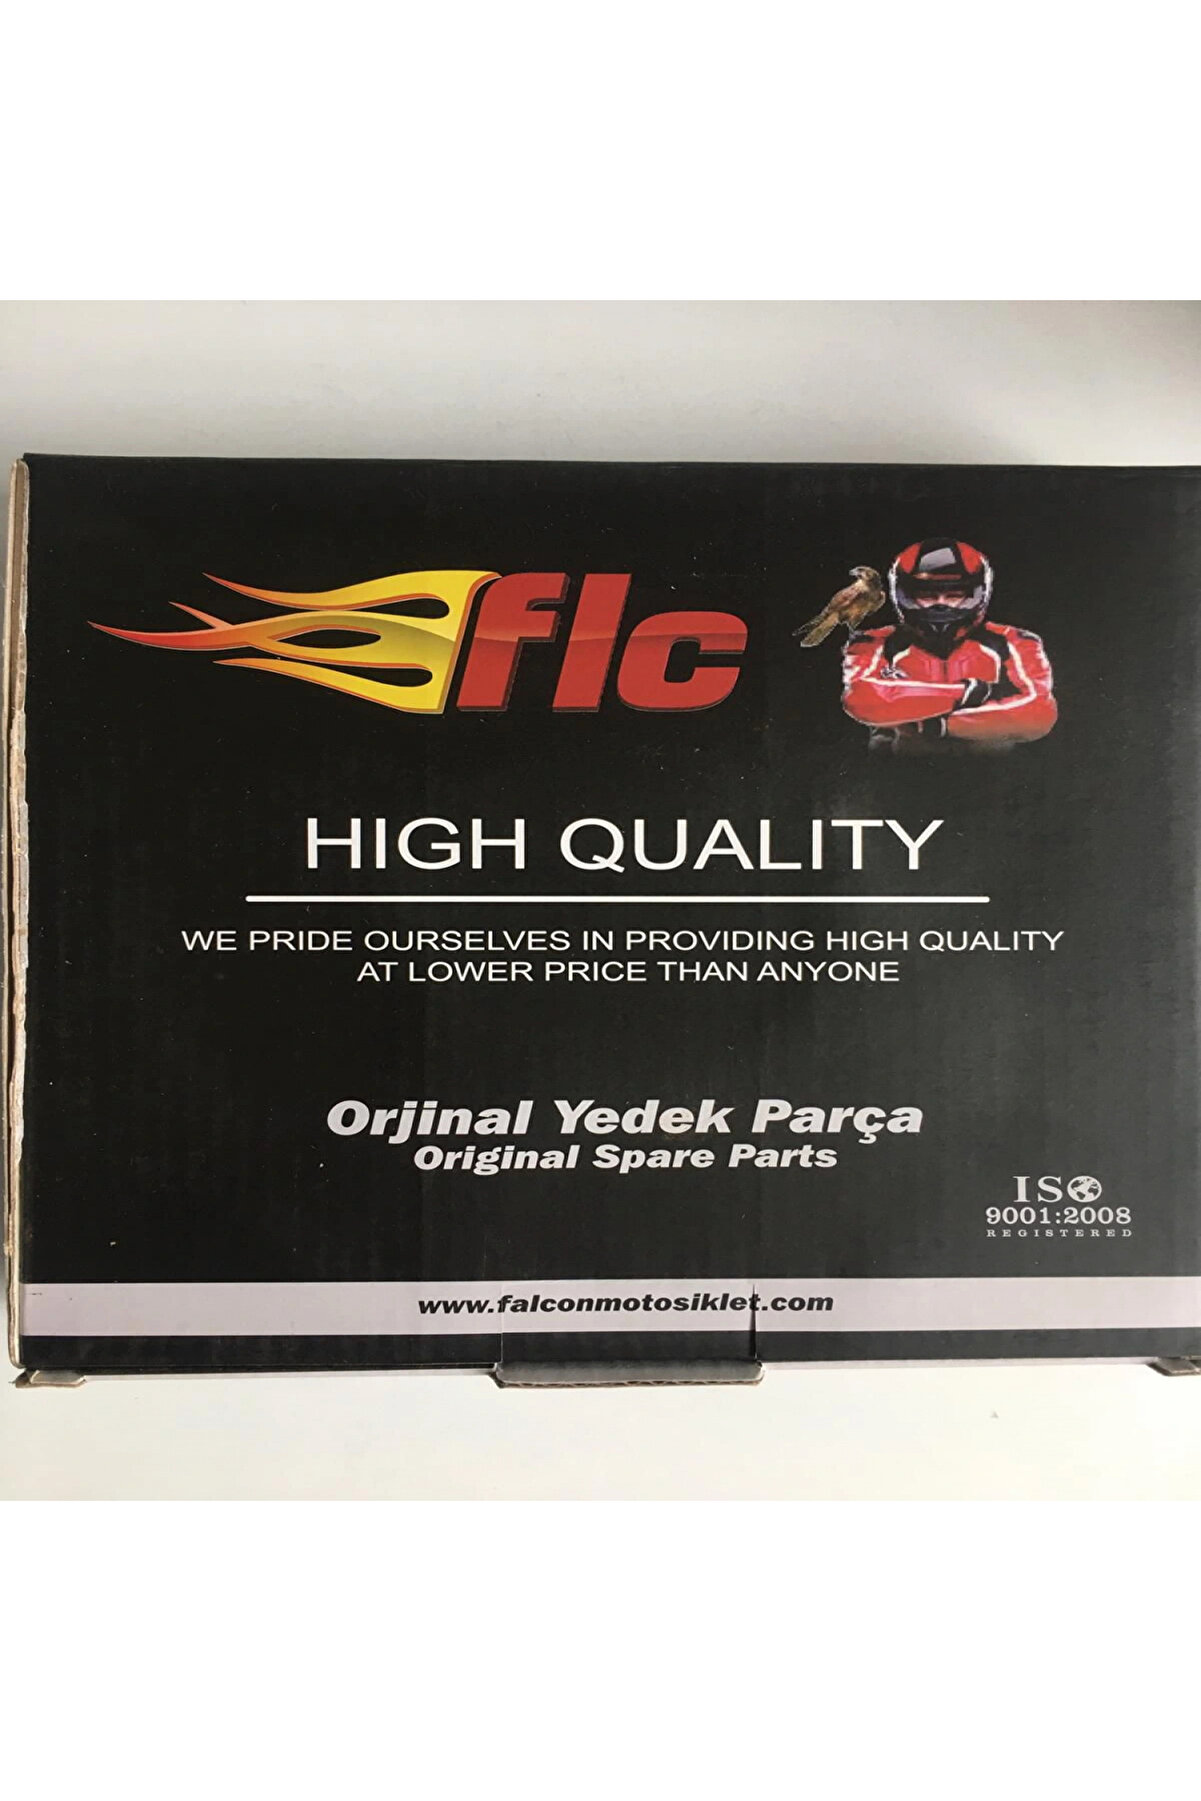 flc
HIGH QUALITY
WE PRIDE OURSELVES IN PROVIDING HIGH QUALITY
AT LOWER PRICE THAN ANYONE
Orjinal Yedek Parça
Original Spare Parts
ISO
9001:2008
REGISTERED
www.falconmotosiklet.com